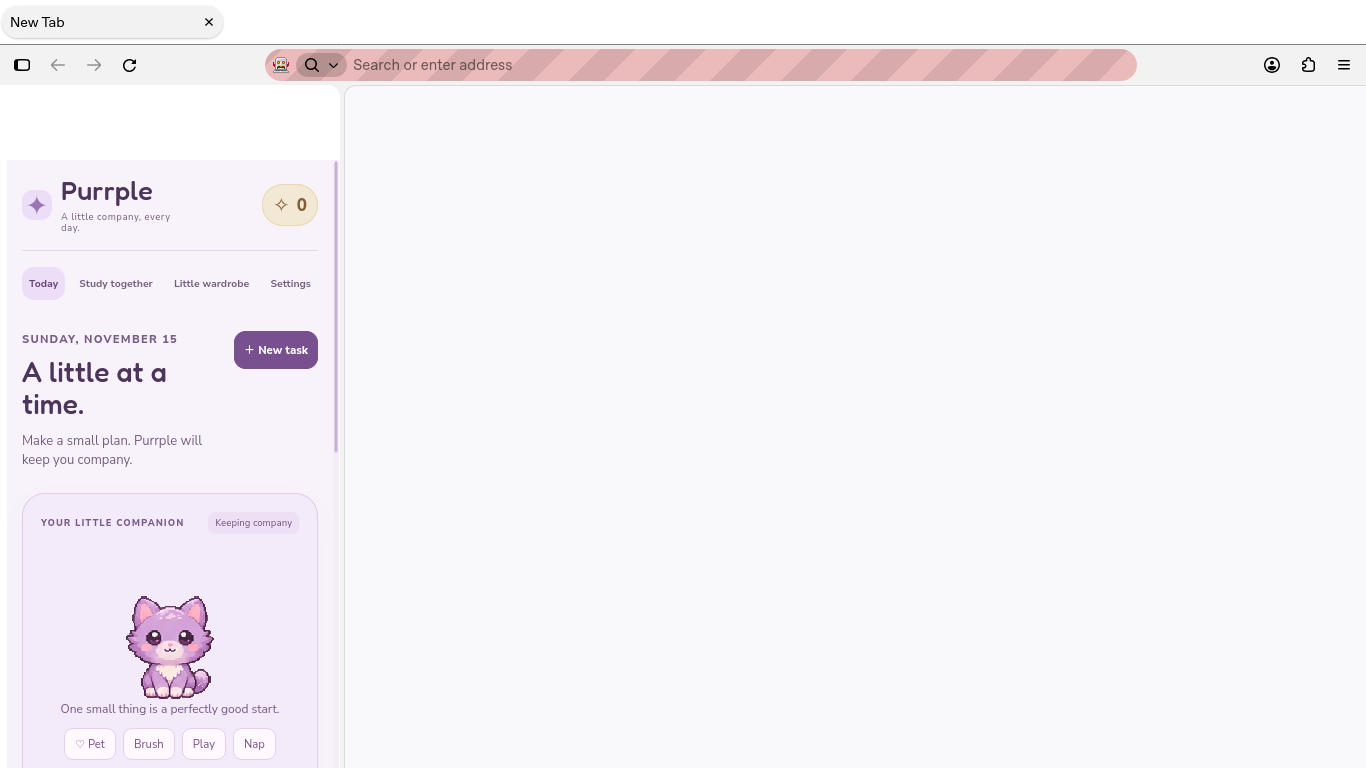 New Tab
Search or enter address
Purrple
A little company, every
day.
0
Today
Study together
Little wardrobe
Settings
SUNDAY, NOVEMBER 15
+ New task
A little at a
time.
Make a small plan. Purrple will
keep you company.
YOUR LITTLE COMPANION
Keeping company
One small thing is a perfectly good start.
♡ Pet
Brush
Play
Nap